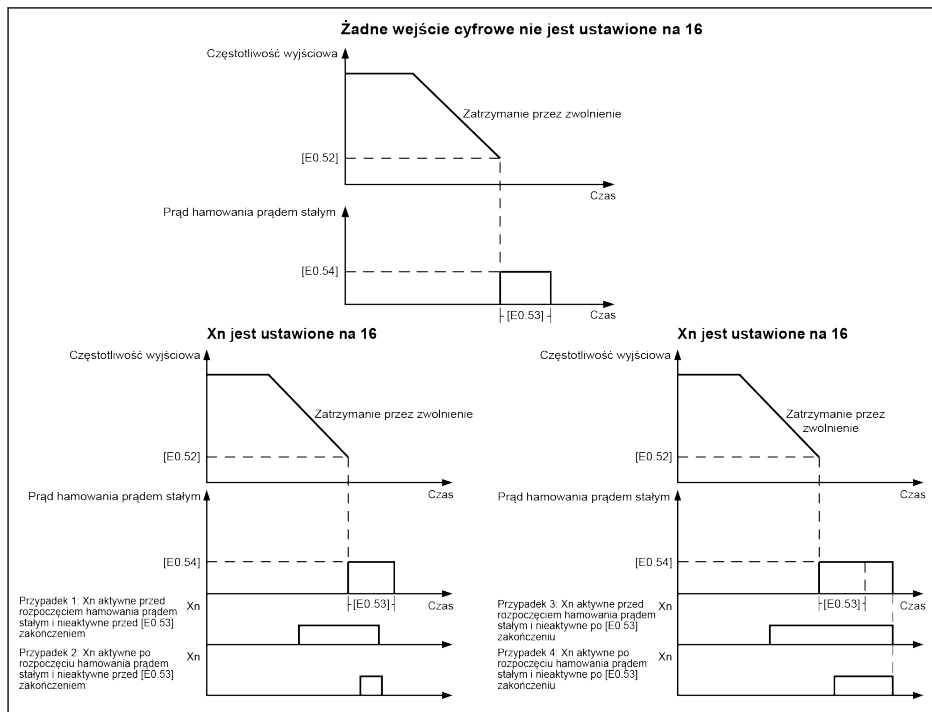 Żadne wejście cyfrowe nie jest ustawione na 16
Częstotliwość wyjściowa
Zatrzymanie przez zwolnienie
[E0.52]
Czas
Prąd hamowania prądem stałym
[E0.54]
[E0.53]
Czas
Xn jest ustawione na 16
Częstotliwość wyjściowa
Zatrzymanie przez zwolnienie
[E0.52]
Czas
Prąd hamowania prądem stałym
[E0.54]
[E0.53]
Czas
Xn
Przypadek 1: Xn aktywne przed
rozpoczęciem hamowania prądem
stałym i nieaktywne przed [E0.53]
zakończeniem
Xn
Przypadek 2: Xn aktywne po
rozpoczęciu hamowania prądem
stałym i nieaktywne przed [E0.53]
zakończeniem
Xn jest ustawione na 16
Częstotliwość wyjściowa
Zatrzymanie przez
zwolnienie
[E0.52]
Czas
Prąd hamowania prądem stałym
[E0.54]
[E0.53]
Czas
Xn
Przypadek 3: Xn aktywne przed
rozpoczęciem hamowania prądem
stałym i nieaktywne po [E0.53]
zakończeniu
Xn
Przypadek 4: Xn aktywne po
rozpoczęciu hamowania prądem
stałym i nieaktywne po [E0.53]
zakończeniu